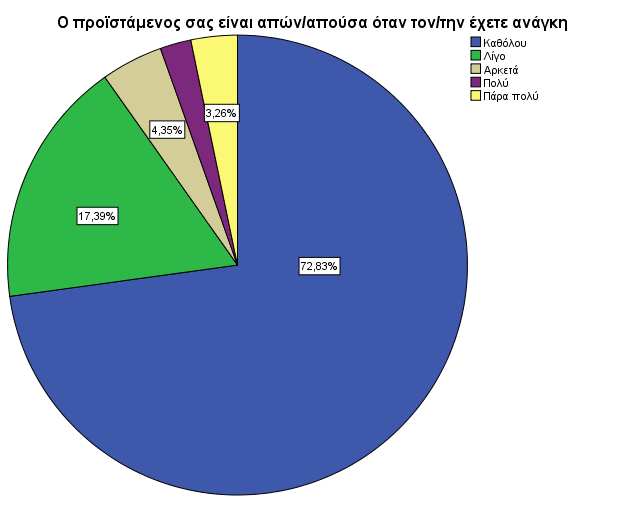 Ο προϊστάμενος σας είναι απών/απούσα όταν τον/την έχετε ανάγκη
Καθόλου
Λίγο
Αρκετά
Πολύ
Πάρα πολύ
3,26%
4,35%
17,39%
72,83%